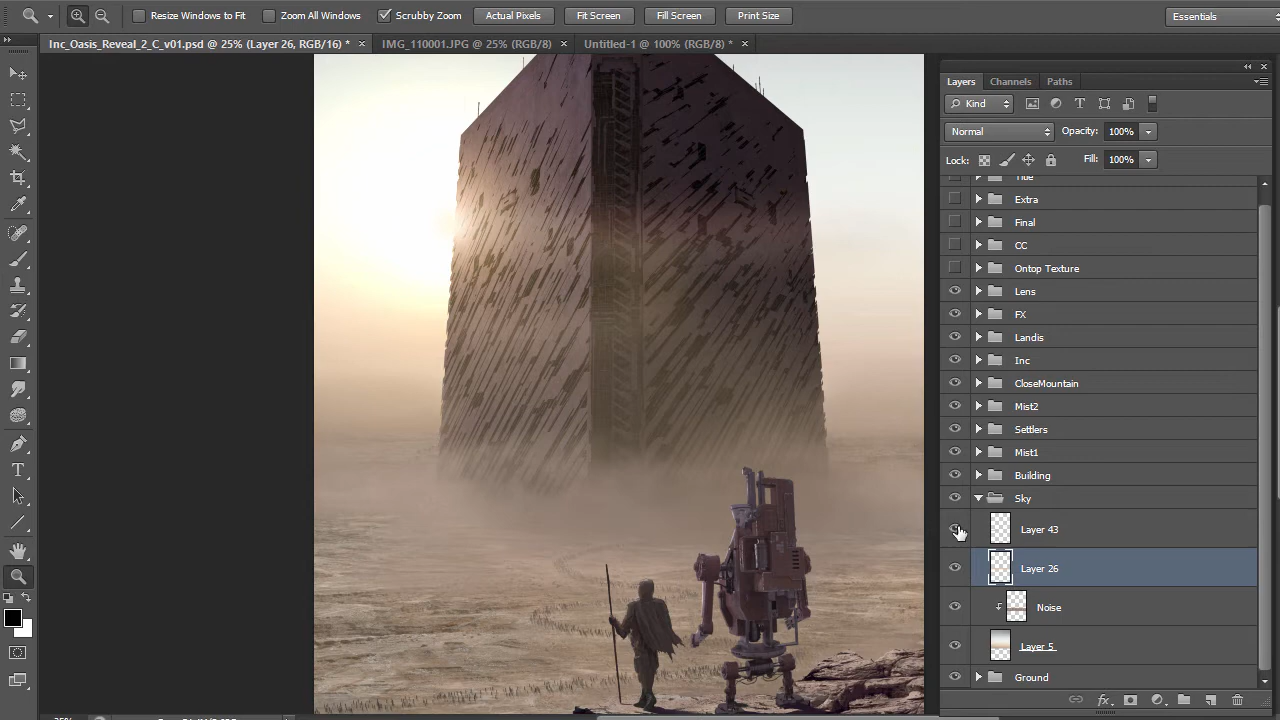 Resize Windows to Fit Zoom All Windows Scrubby Zoom Actual Pixels Fit Screen Fill Screen Print Size Essentials
Inc_Oasis_Reveal_2_C_v01.psd @ 25% (Layer 26, RGB/16) * × IMG_110001.JPG @ 25% (RGB/8) × Untitled-1 @ 100% (RGB/8) * ×
Layers Channels Paths
Kind
Normal Opacity: 100%
Lock: Fill: 100%
Title
Extra
Final
CC
Ontop Texture
Lens
FX
Landis
Inc
CloseMountain
Mist2
Settlers
Mist1
Building
Sky
Layer 43
Layer 26
Noise
Layer 5
Ground